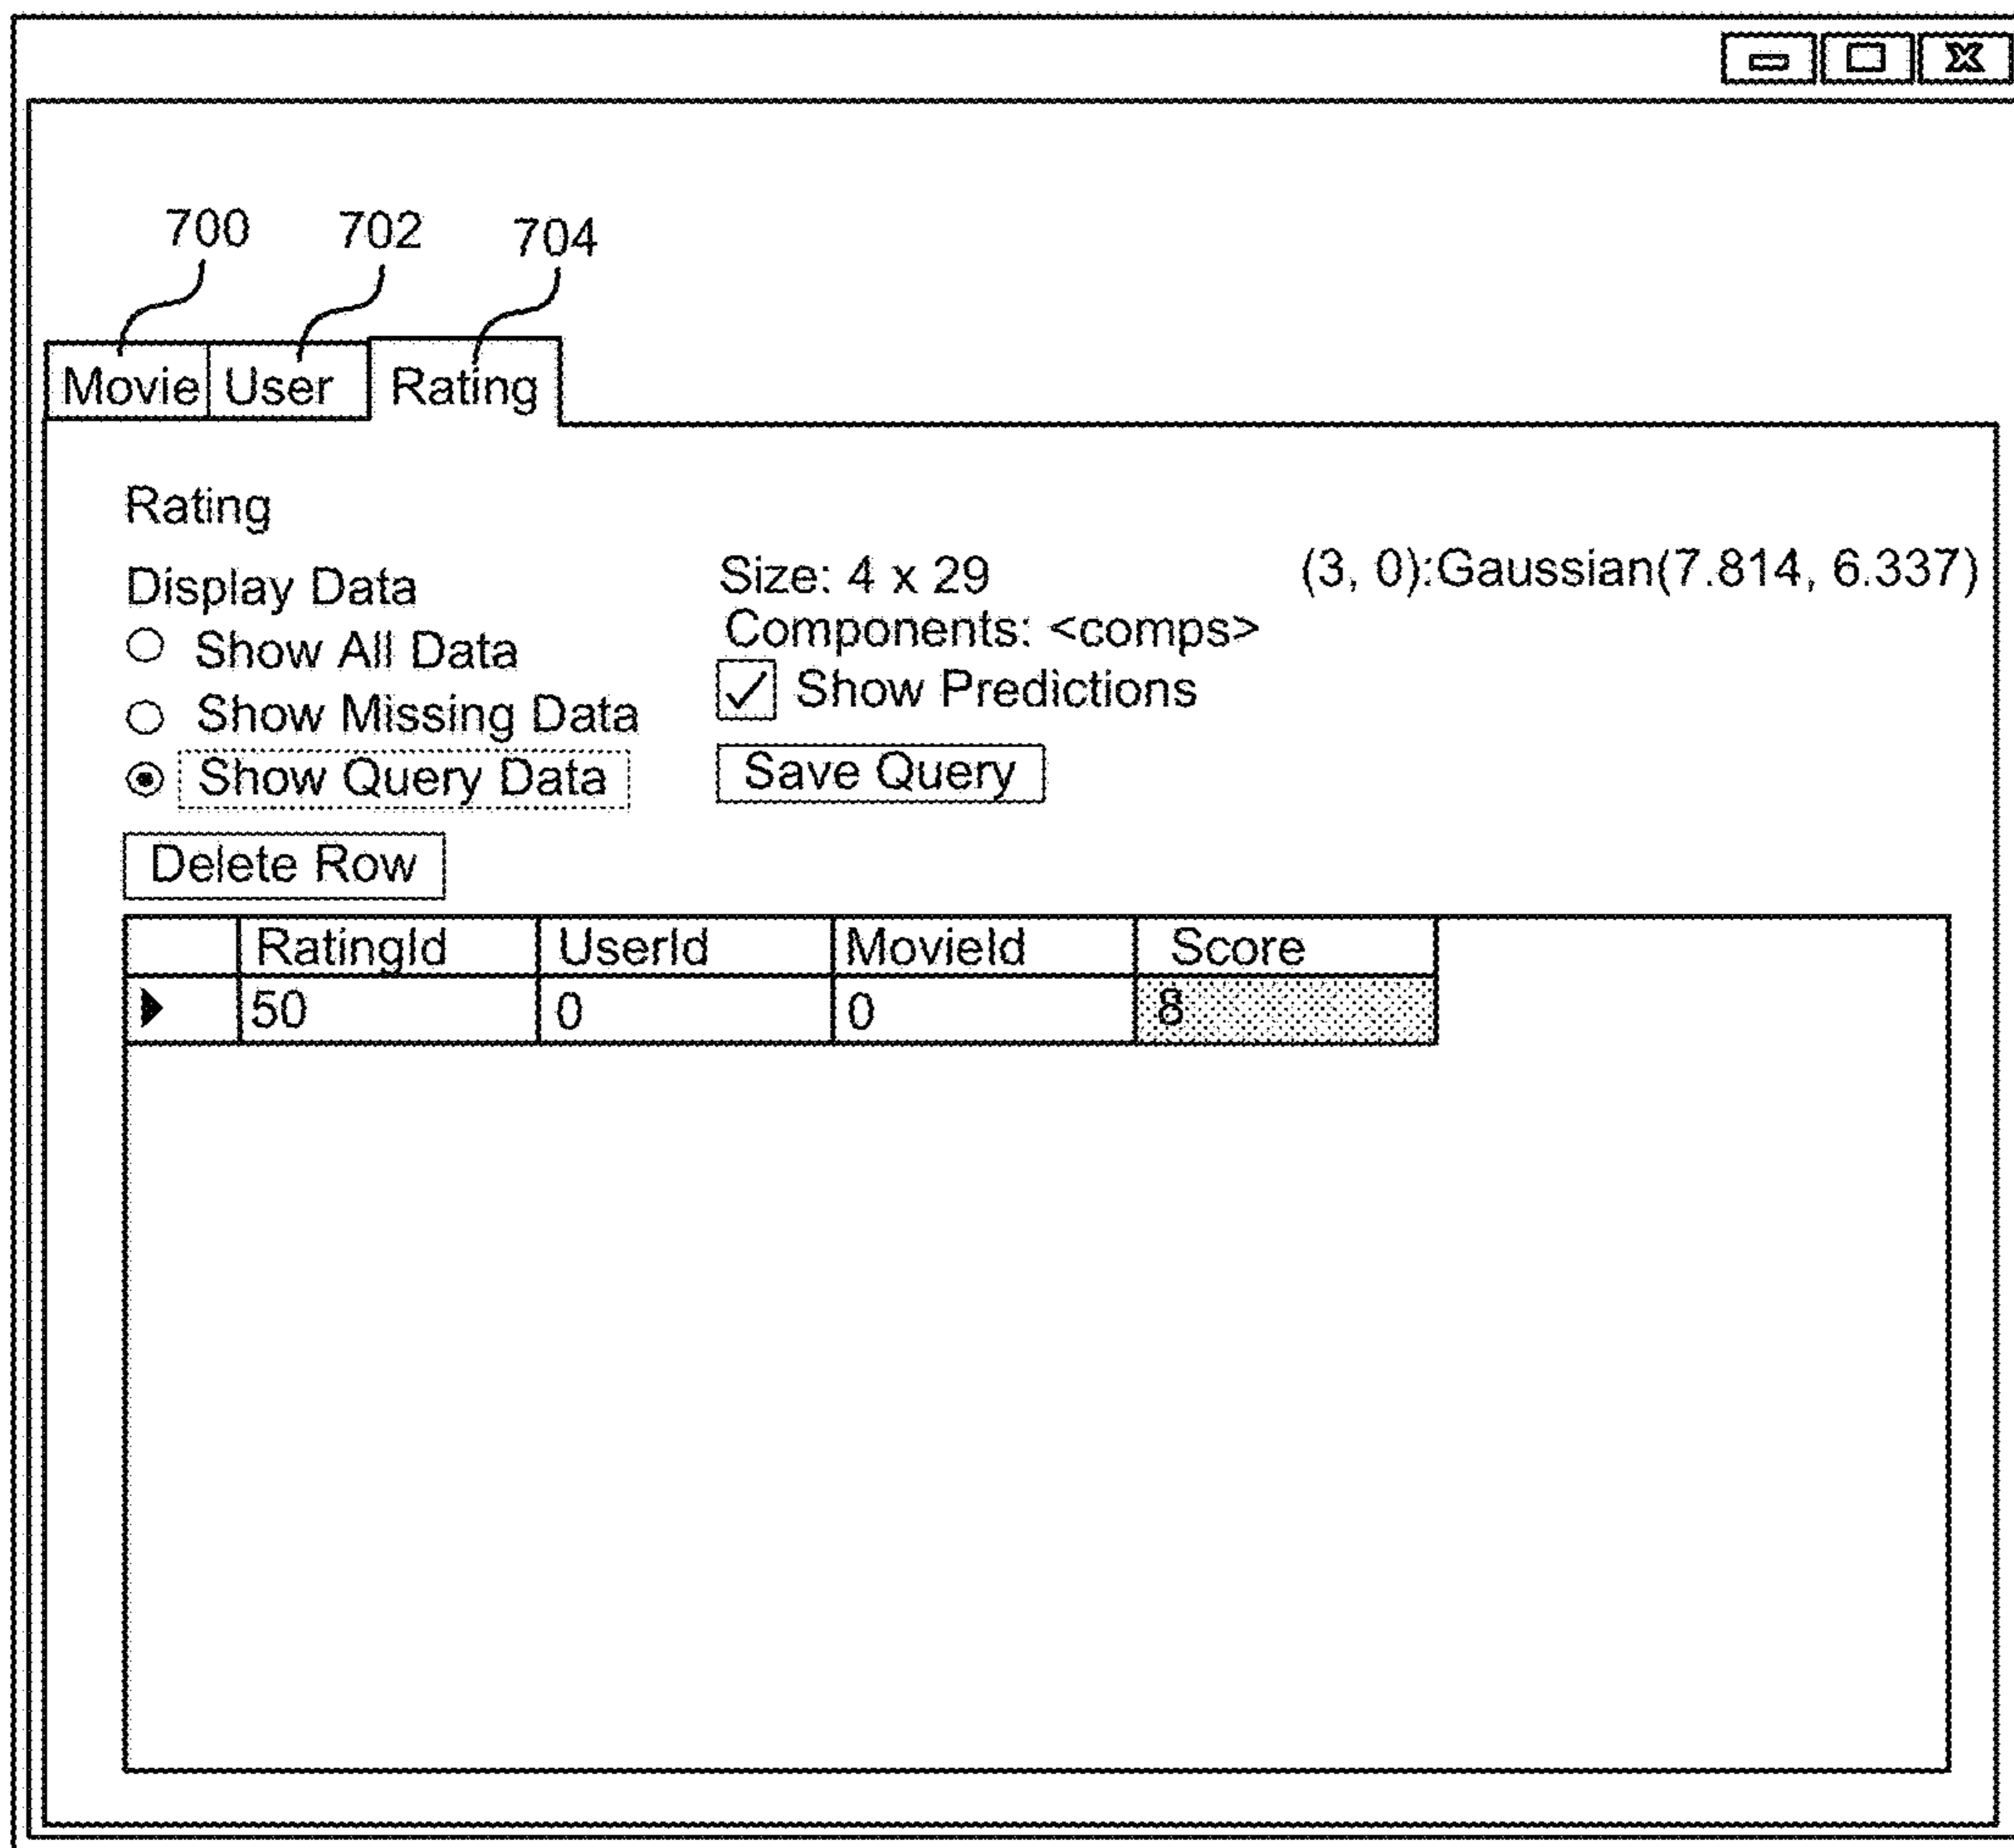 700 702 704
Movie User Rating
Rating
Display Data
Show All Data
Show Missing Data
Show Query Data
Size: 4 x 29
Components: <comps>
Show Predictions
Save Query
(3, 0):Gaussian(7.814, 6.337)
Delete Row
RatingId UserId MovieId Score
50 0 0 8